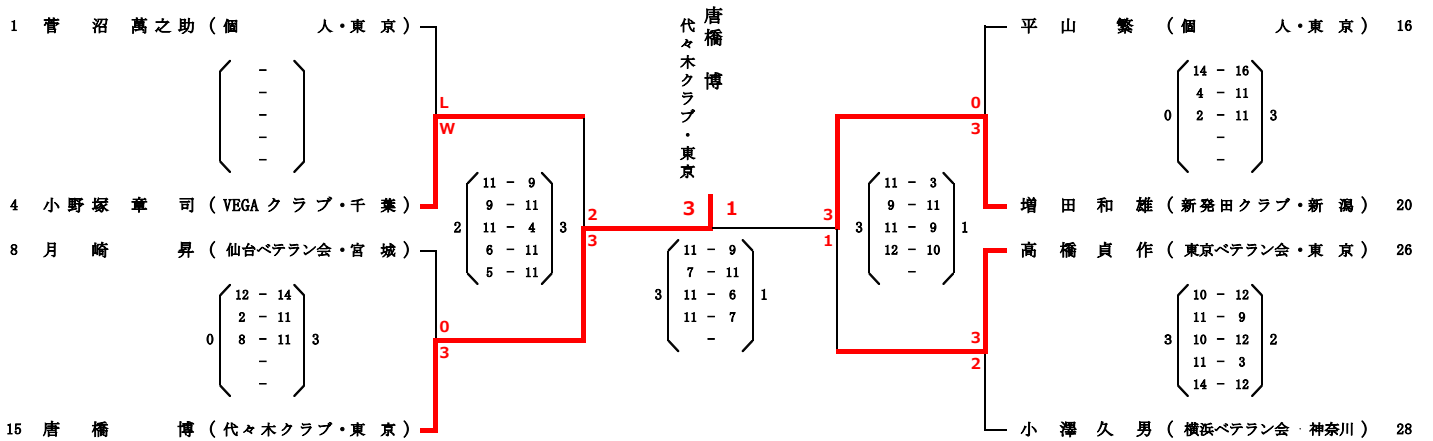 1 菅沼萬之助 (個人・東京)
-
-
-
-
-
L
W
4 小野塚章司 (VEGAクラブ・千葉)
8 月崎昇 (仙台ベテラン会・宮城)
0
12 - 14
2 - 11
8 - 11
-
-
3
0
3
15 唐橋博 (代々木クラブ・東京)
2
11 - 9
9 - 11
11 - 4
6 - 11
5 - 11
3
2
3
唐橋 博
代々木クラブ・東京
3 1
3
11 - 9
7 - 11
11 - 6
11 - 7
-
1
3
1
3
11 - 3
9 - 11
11 - 9
12 - 10
-
1
平山繁 (個人・東京) 16
0
14 - 16
4 - 11
2 - 11
-
-
3
0
3
増田和雄 (新発田クラブ・新潟) 20
高橋貞作 (東京ベテラン会・東京) 26
3
10 - 12
11 - 9
10 - 12
11 - 3
14 - 12
2
3
2
小澤久男 (横浜ベテラン会・神奈川) 28